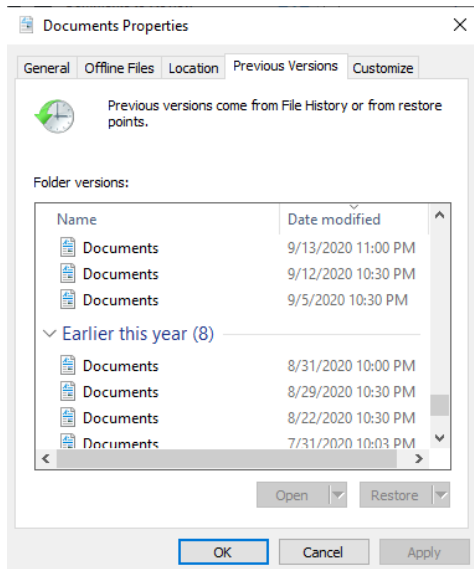 Documents Properties
General Offline Files Location Previous Versions Customize
Previous versions come from File History or from restore
points.
Folder versions:
Name Date modified
Documents 9/13/2020 11:00 PM
Documents 9/12/2020 10:30 PM
Documents 9/5/2020 10:30 PM
Earlier this year (8)
Documents 8/31/2020 10:00 PM
Documents 8/29/2020 10:30 PM
Documents 8/22/2020 10:30 PM
Documents 7/31/2020 10:03 PM
Open Restore
OK Cancel Apply